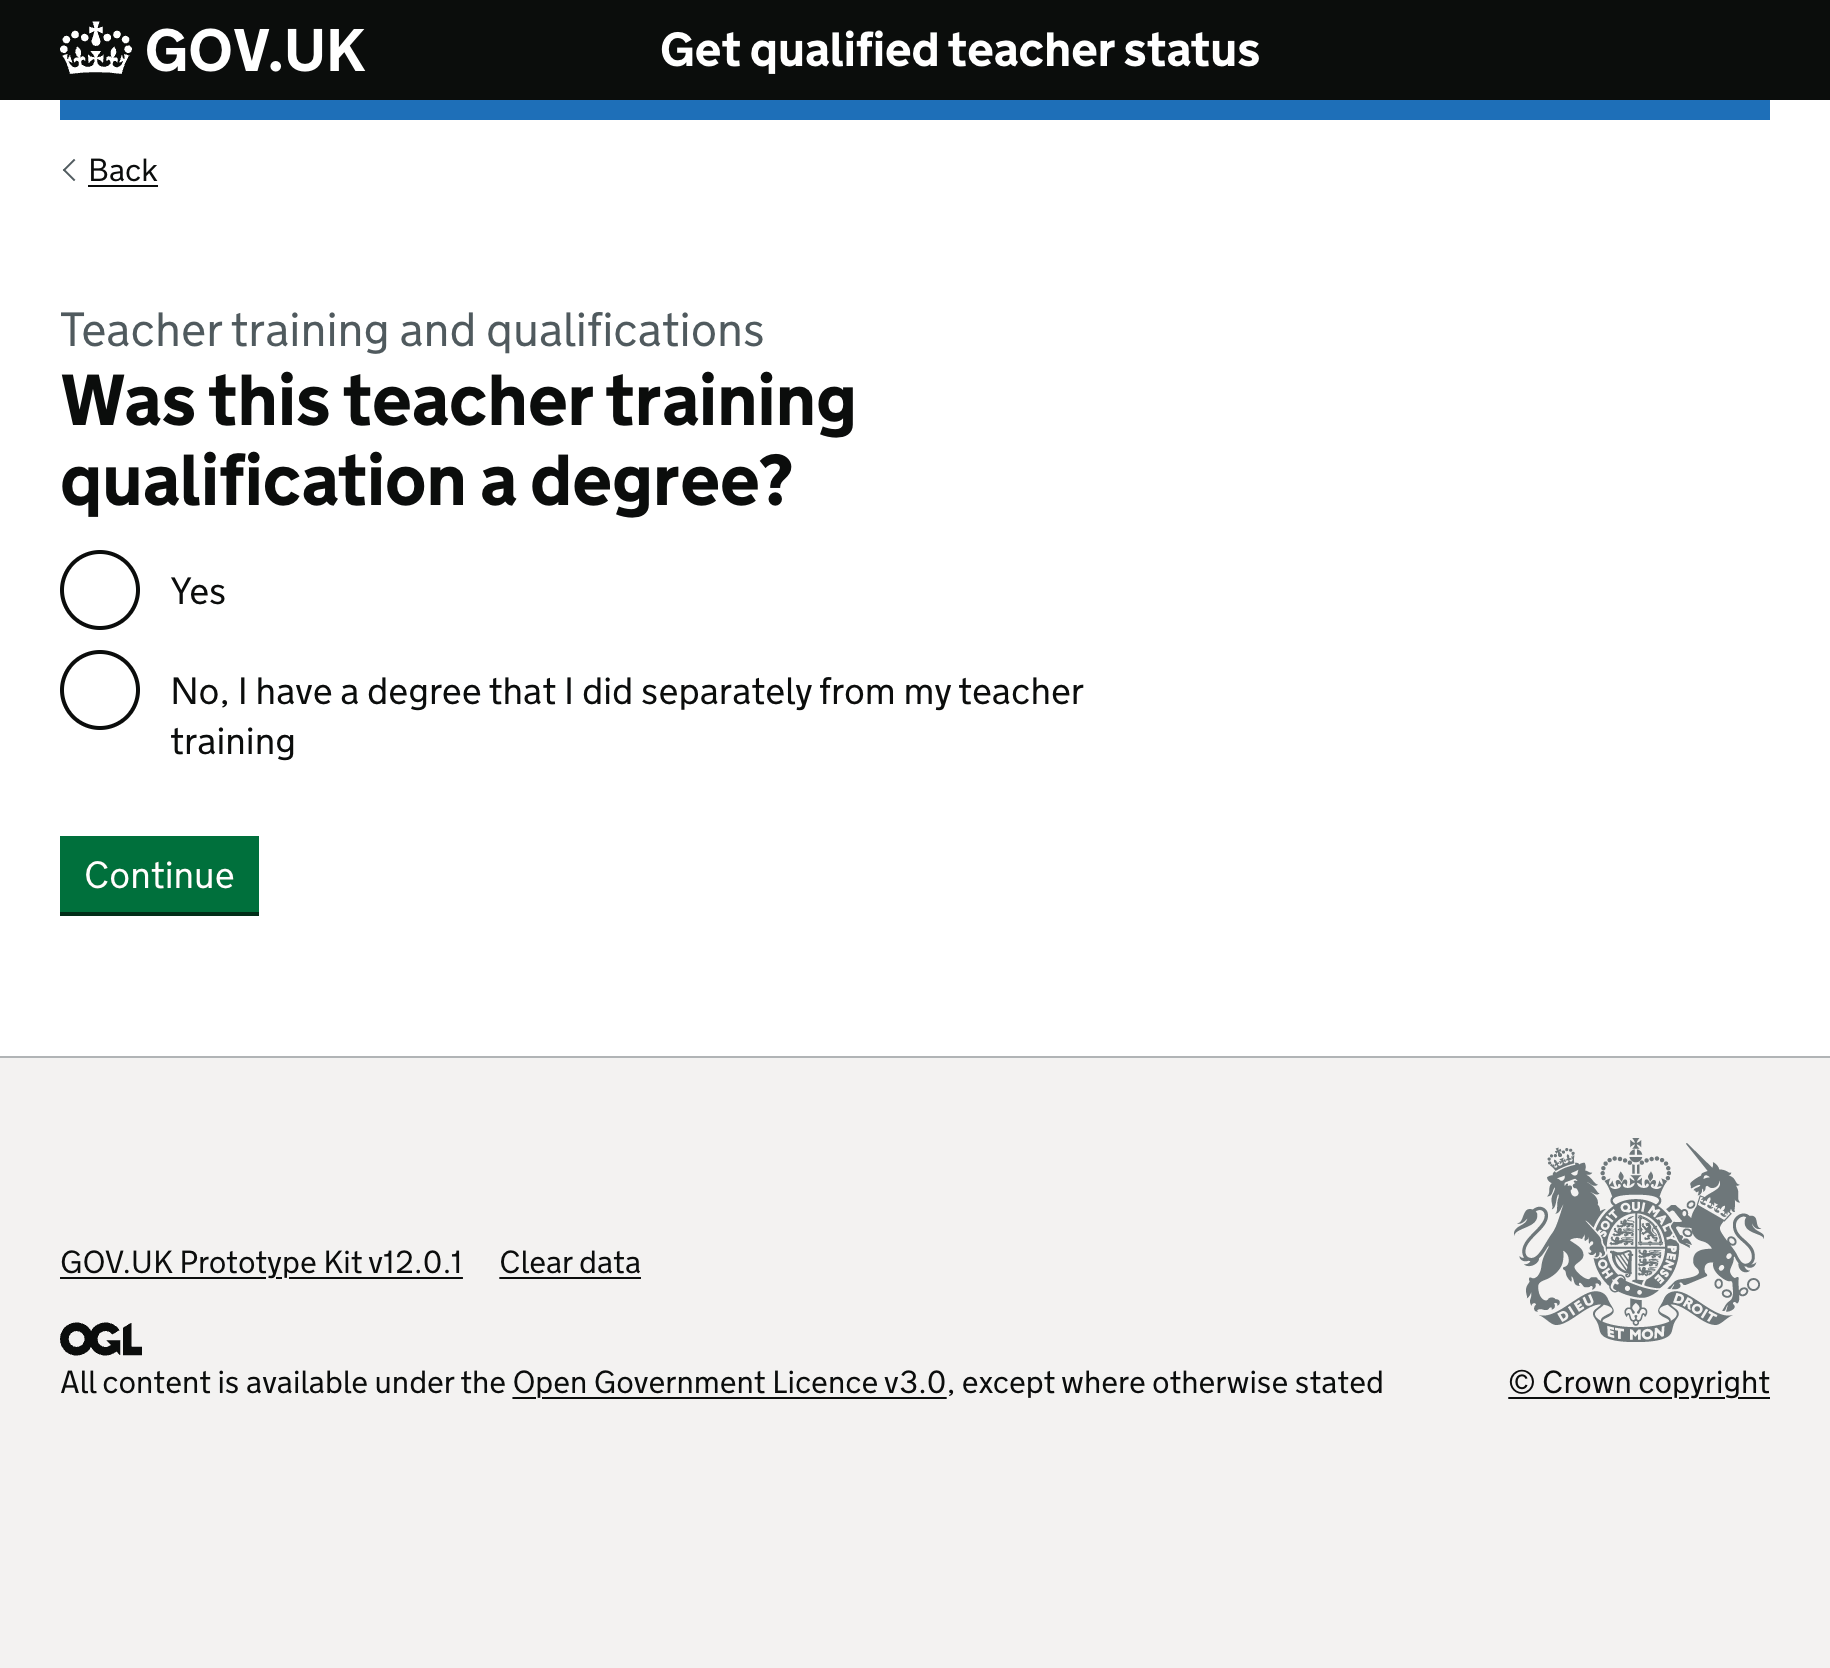 GOV.UK
Get qualified teacher status
Back
Teacher training and qualifications
Was this teacher training
qualification a degree?
Yes
No, I have a degree that I did separately from my teacher
training
Continue
GOV.UK Prototype Kit v12.0.1
Clear data
OGL
All content is available under the Open Government Licence v3.0, except where otherwise stated
SOIT QUI MAL
PENSE
HON
DIEU
ET MON
DROIT
© Crown copyright